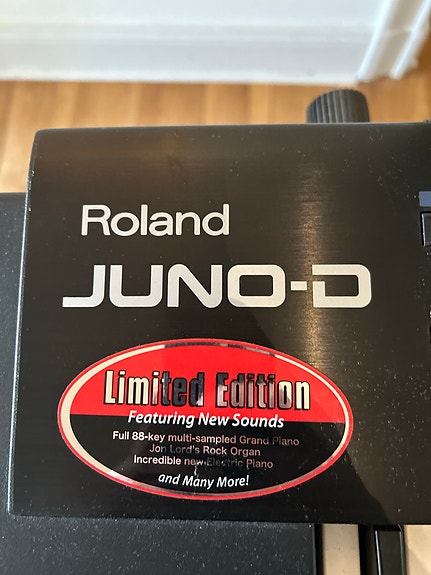 Roland
JUNO-D
Limited Edition
Featuring New Sounds
Full 88-key multi-sampled Grand Piano
Jon Lord's Rock Organ
Incredible new Electric Piano
and Many More!